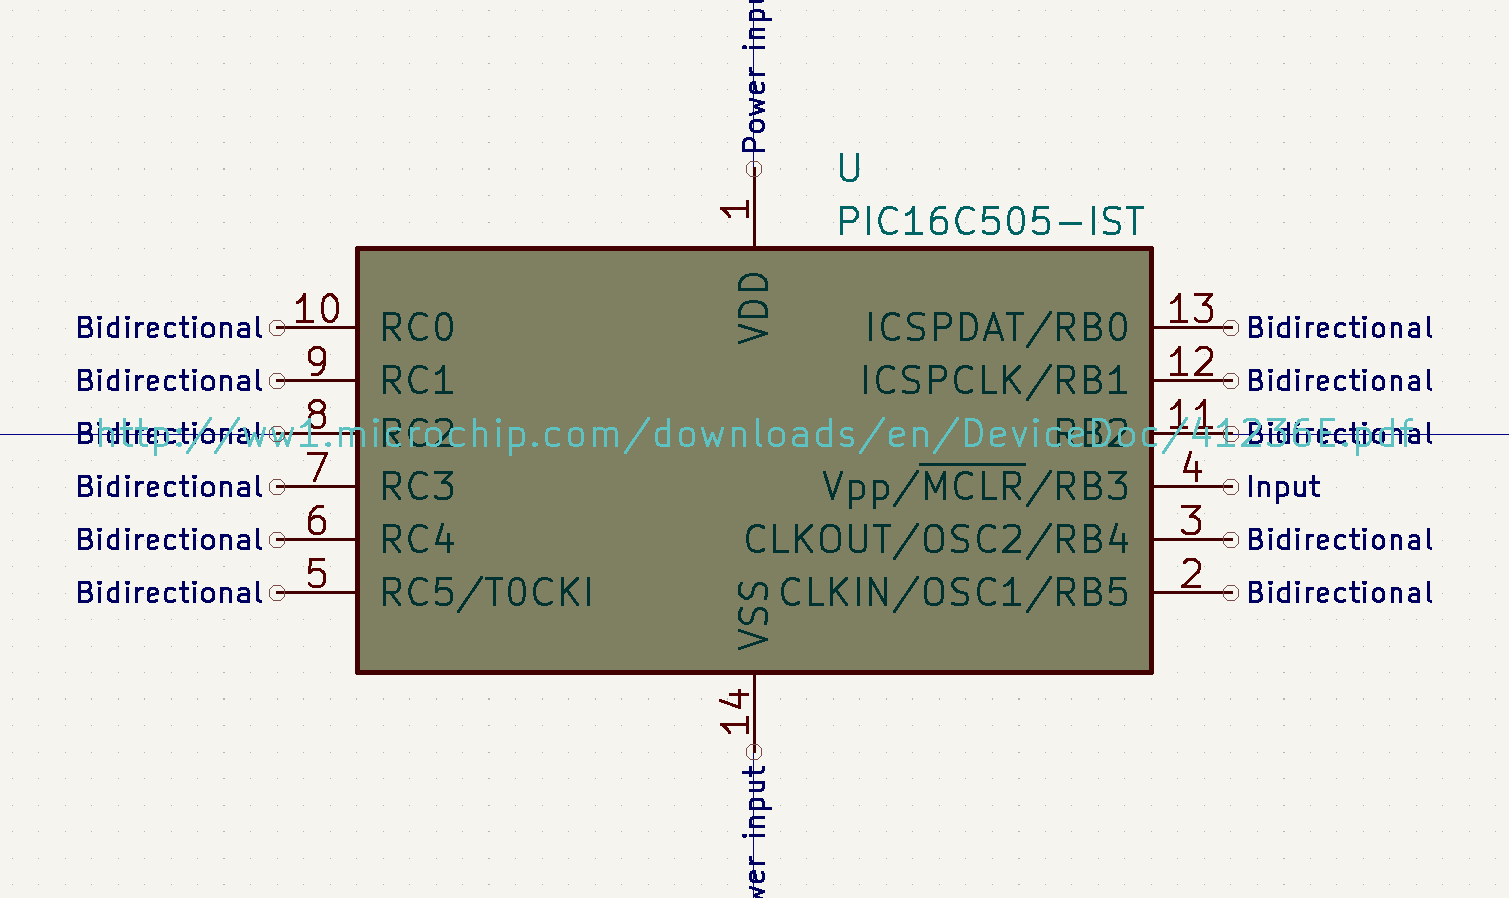 Power inpu
U
1
PIC16C505-IST
VDD
Bidirectional 10 RC0 ICSPDAT/RB0 13 Bidirectional
Bidirectional 9 RC1 ICSPCLK/RB1 12 Bidirectional
Bidirectional 8 RC2 RB2 11 Bidirectional
http://ww1.microchip.com/downloads/en/DeviceDoc/41236E.pdf
Bidirectional 7 RC3 Vpp/MCLR/RB3 4 Input
Bidirectional 6 RC4 CLKOUT/OSC2/RB4 3 Bidirectional
Bidirectional 5 RC5/T0CKI CLKIN/OSC1/RB5 2 Bidirectional
VSS
14
wer input